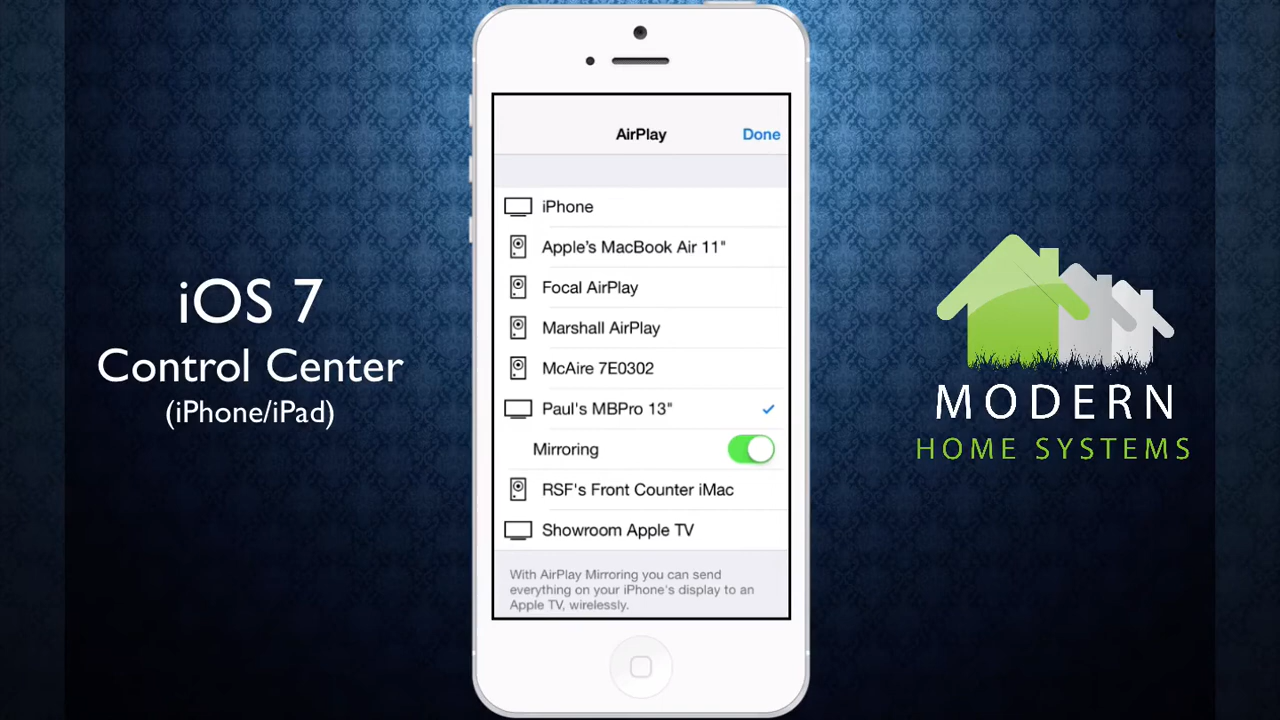 AirPlay
Done
iPhone
Apple's MacBook Air 11"
Focal AirPlay
Marshall AirPlay
McAire 7E0302
Paul's MBPro 13"
Mirroring
RSF's Front Counter iMac
Showroom Apple TV
With AirPlay Mirroring you can send
everything on your iPhone's display to an
Apple TV, wirelessly.
iOS 7
Control Center
(iPhone/iPad)
MODERN
HOME SYSTEMS